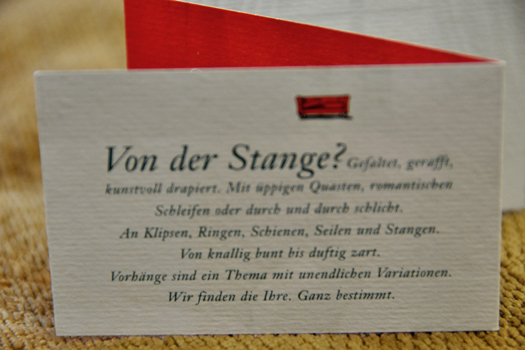 Von der Stange? Gefaltet, gerafft,
kunstvoll drapiert. Mit üppigen Quasten, romantischen
Schleifen oder durch und durch schlicht.
An Klipsen, Ringen, Schienen, Seilen und Stangen.
Von knallig bunt bis duftig zart.
Vorhänge sind ein Thema mit unendlichen Variationen.
Wir finden die Ihre. Ganz bestimmt.